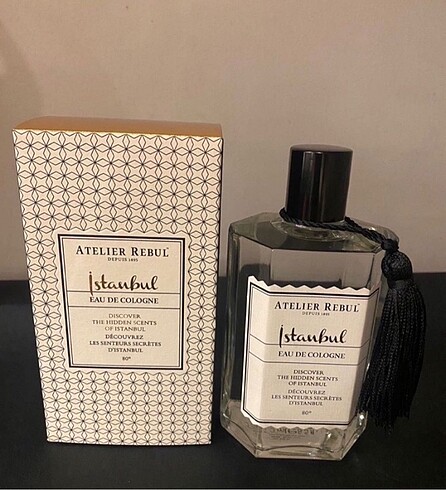 ATELIER REBUL
DEPUIS 1895
İstanbul
EAU DE COLOGNE
DISCOVER
THE HIDDEN SCENTS
OF ISTANBUL
DÉCOUVREZ
LES SENTEURS SECRÈTES
D'ISTANBUL
80°
ATELIER REBUL
DEPUIS 1895
İstanbul
EAU DE COLOGNE
DISCOVER
THE HIDDEN SCENTS
OF ISTANBUL
DÉCOUVREZ
LES SENTEURS SECRÈTES
D'ISTANBUL
80°